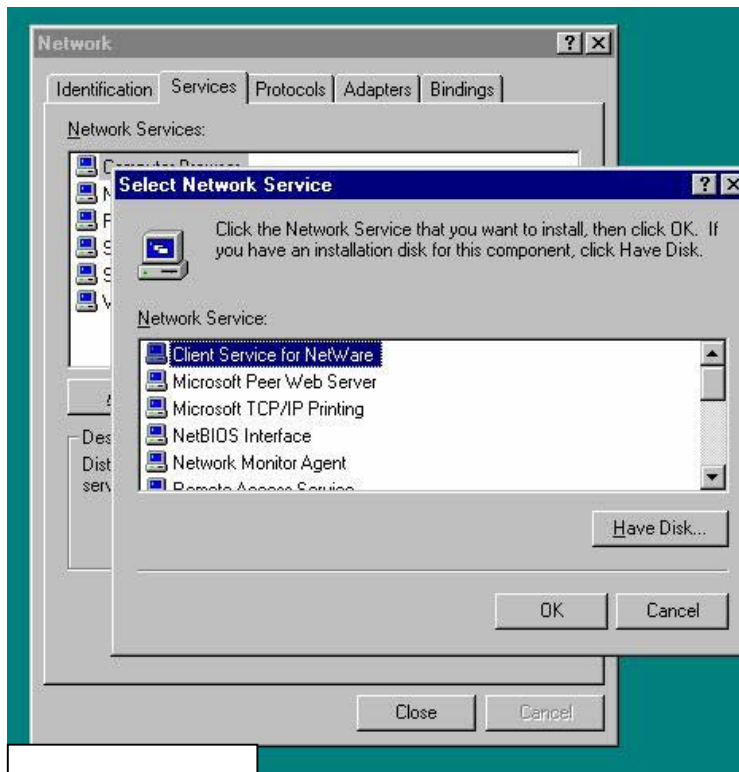 Network
Identification Services Protocols Adapters Bindings
Network Services:
Select Network Service
Click the Network Service that you want to install, then click OK. If
you have an installation disk for this component, click Have Disk.
Network Service:
Client Service for NetWare
Microsoft Peer Web Server
Microsoft TCP/IP Printing
NetBIOS Interface
Network Monitor Agent
Remote Access Service
Have Disk...
OK Cancel
Close Cancel